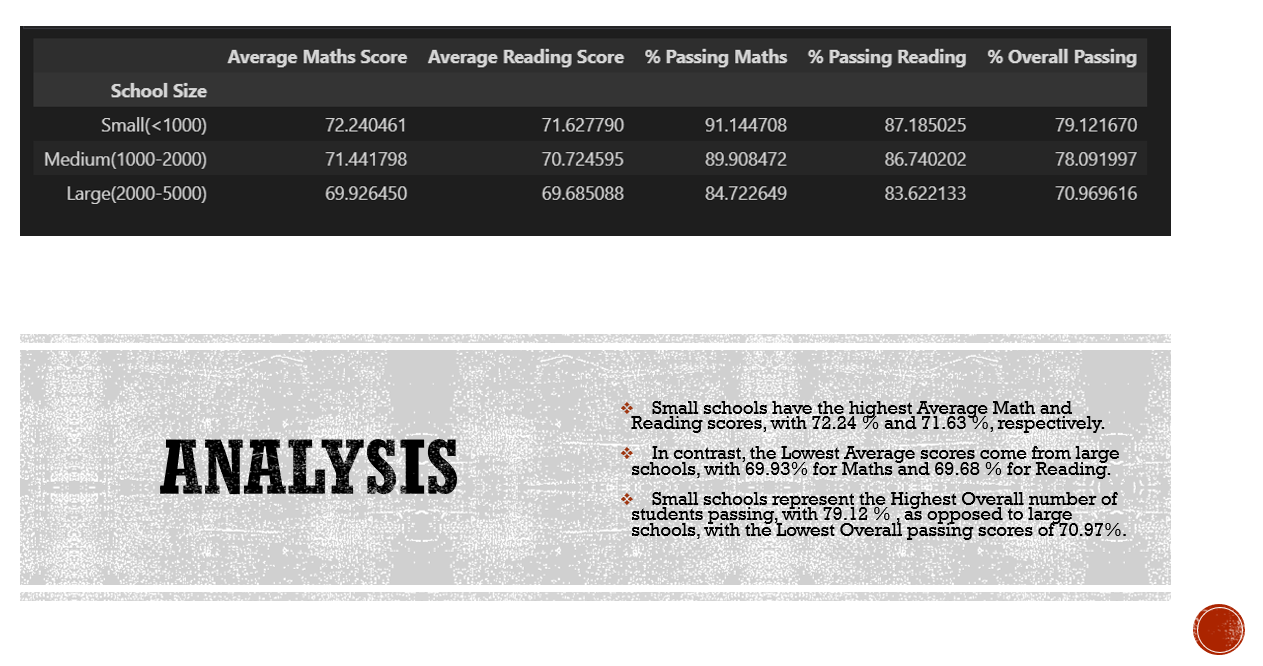 Average Maths Score Average Reading Score % Passing Maths % Passing Reading % Overall Passing
School Size
Small(<1000) 72.240461 71.627790 91.144708 87.185025 79.121670
Medium(1000-2000) 71.441798 70.724595 89.908472 86.740202 78.091997
Large(2000-5000) 69.926450 69.685088 84.722649 83.622133 70.969616
ANALYSIS
❖ Small schools have the highest Average Math and
Reading scores, with 72.24 % and 71.63 %, respectively.
❖ In contrast, the Lowest Average scores come from large
schools, with 69.93% for Maths and 69.68 % for Reading.
❖ Small schools represent the Highest Overall number of
students passing, with 79.12 % , as opposed to large
schools, with the Lowest Overall passing scores of 70.97%.